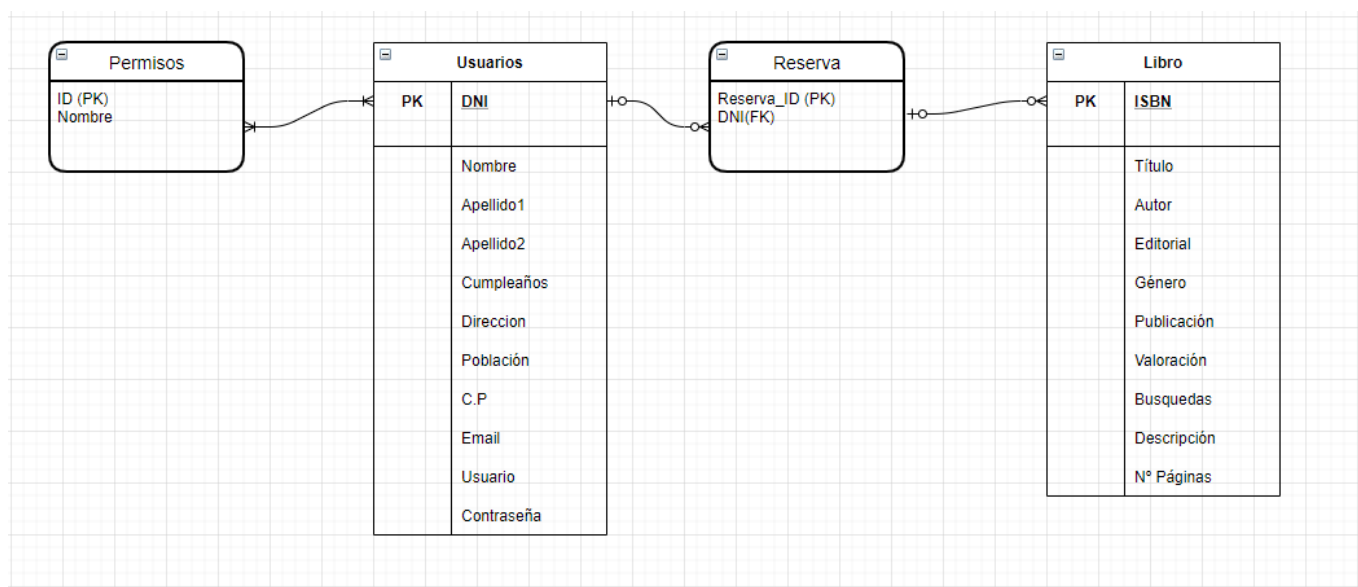 Permisos
ID (PK)
Nombre
Usuarios
PK DNI
Nombre
Apellido1
Apellido2
Cumpleaños
Direccion
Población
C.P
Email
Usuario
Contraseña
Reserva
Reserva_ID (PK)
DNI(FK)
Libro
PK ISBN
Título
Autor
Editorial
Género
Publicación
Valoración
Busquedas
Descripción
Nº Páginas